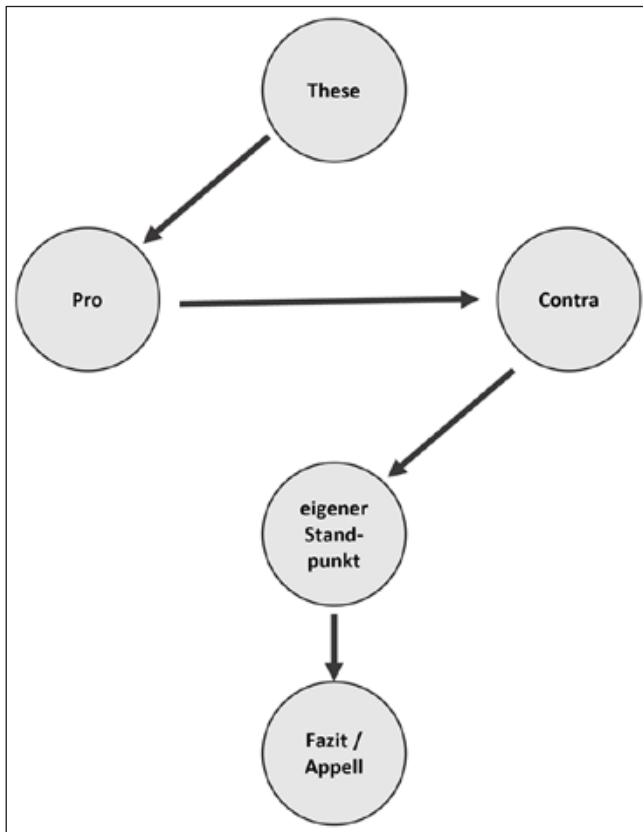 These
Pro
Contra
eigener
Stand-
punkt
Fazit /
Appell